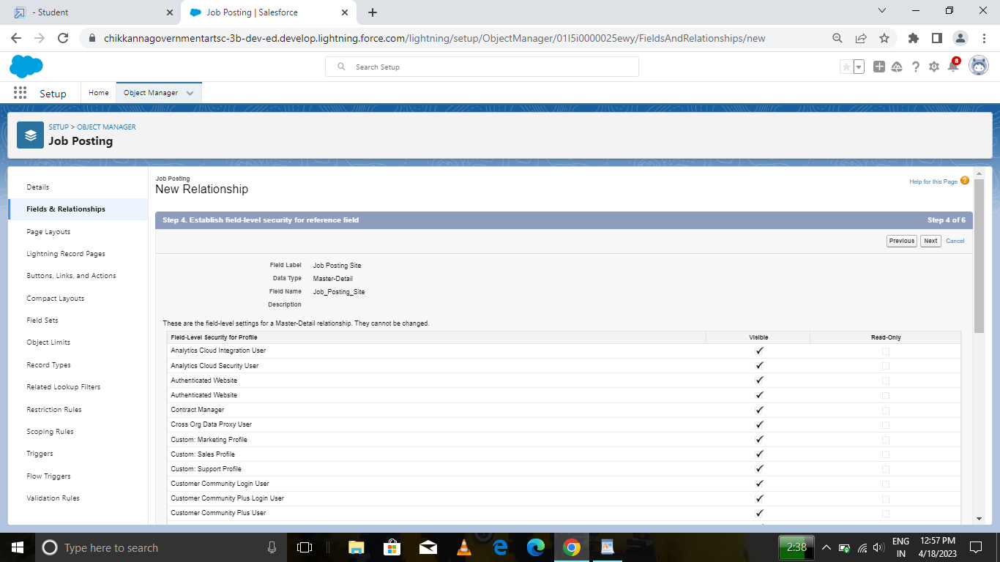 - Student
Job Posting | Salesforce
chikkannagovernmentartsc-3b-dev-ed.develop.lightning.force.com/lightning/setup/ObjectManager/01I5i0000025ewy/FieldsAndRelationships/new
Search Setup
8
Setup
Home
Object Manager
SETUP > OBJECT MANAGER
Job Posting
Details
Fields & Relationships
Page Layouts
Lightning Record Pages
Buttons, Links, and Actions
Compact Layouts
Field Sets
Object Limits
Record Types
Related Lookup Filters
Restriction Rules
Scoping Rules
Triggers
Flow Triggers
Validation Rules
Job Posting
New Relationship
Help for this Page
Step 4. Establish field-level security for reference field
Step 4 of 6
Previous Next Cancel
Field Label Job Posting Site
Data Type Master-Detail
Field Name Job_Posting_Site
Description
These are the field-level settings for a Master-Detail relationship. They cannot be changed.
Field-Level Security for Profile Visible Read-Only
Analytics Cloud Integration User
Analytics Cloud Security User
Authenticated Website
Authenticated Website
Contract Manager
Cross Org Data Proxy User
Custom: Marketing Profile
Custom: Sales Profile
Custom: Support Profile
Customer Community Login User
Customer Community Plus Login User
Customer Community Plus User
Type here to search
2:38
ENG
IN
12:57 PM
4/18/2023